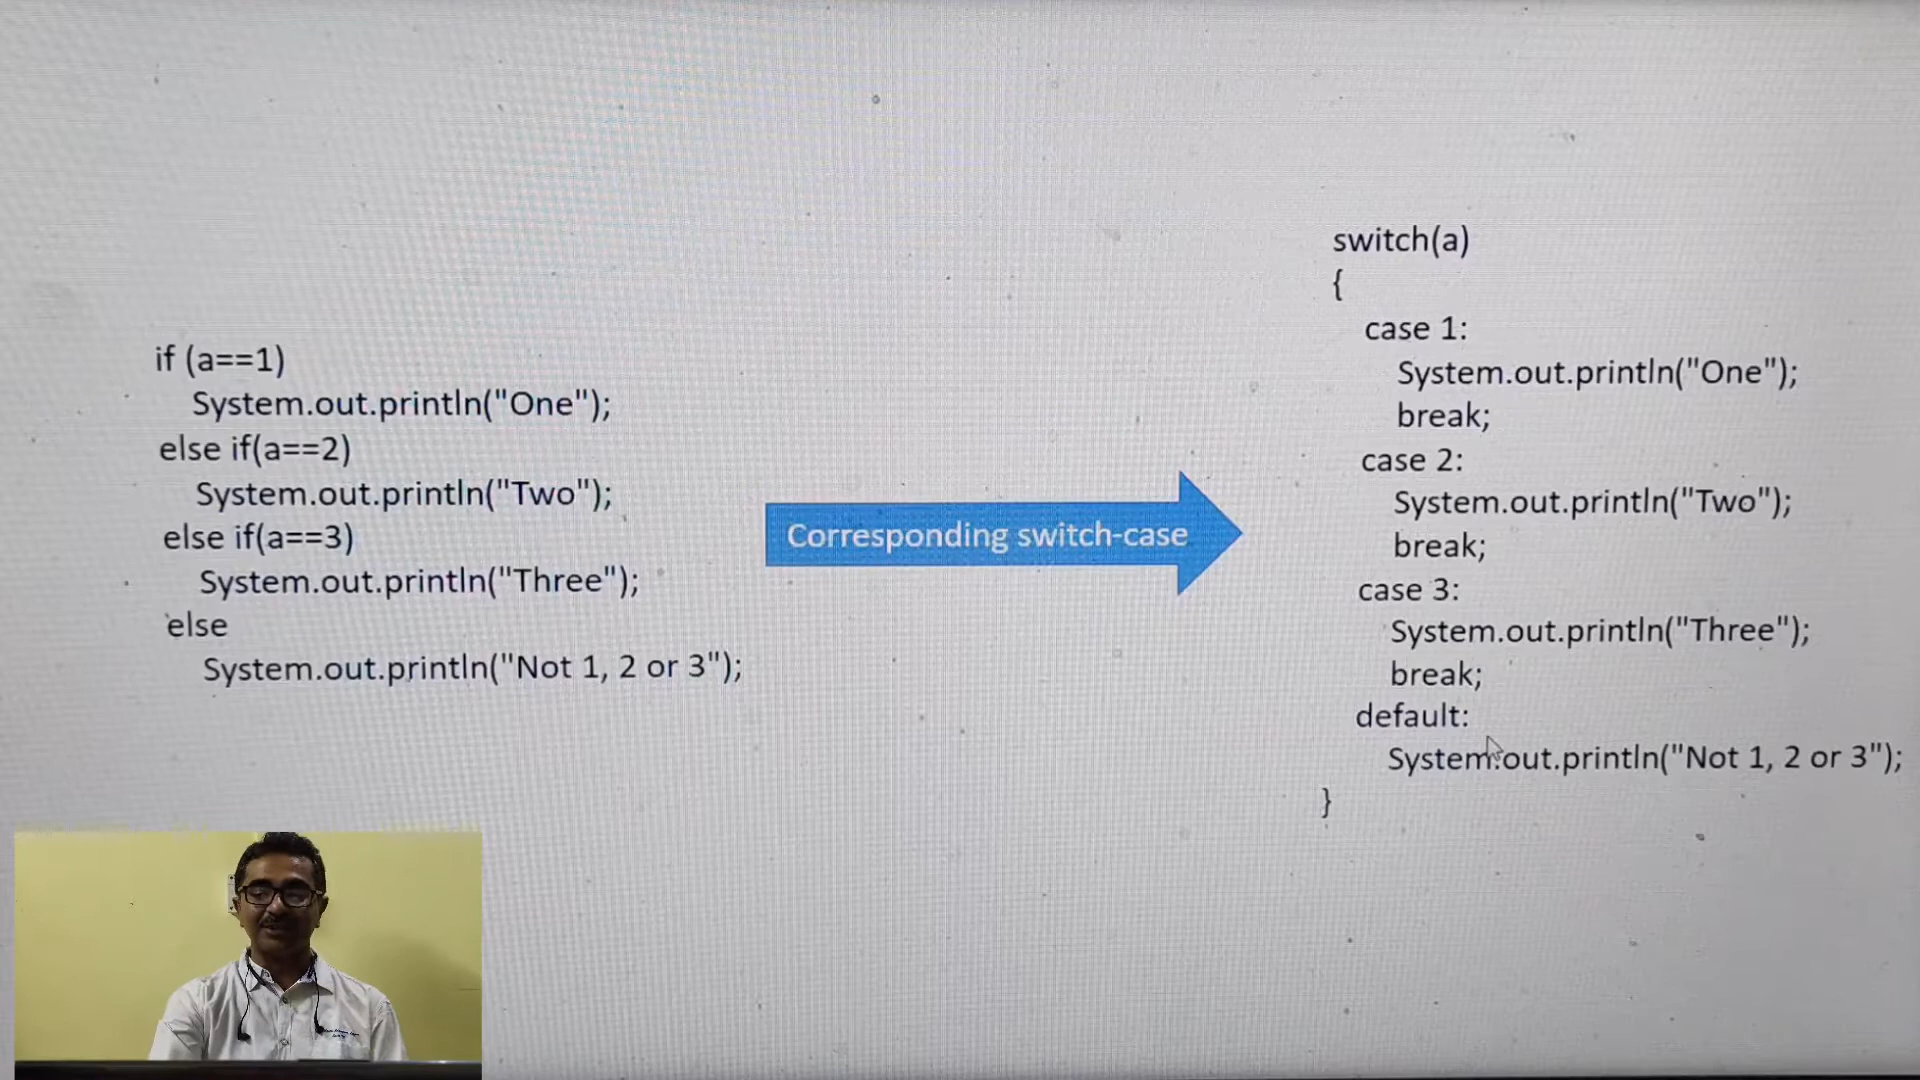 if (a==1)
System.out.println("One");
else if(a==2)
System.out.println("Two");
else if(a==3)
System.out.println("Three");
else
System.out.println("Not 1, 2 or 3");
Corresponding switch-case
switch(a)
{
case 1:
System.out.println("One");
break;
case 2:
System.out.println("Two");
break;
case 3:
System.out.println("Three");
break;
default:
System.out.println("Not 1, 2 or 3");
}